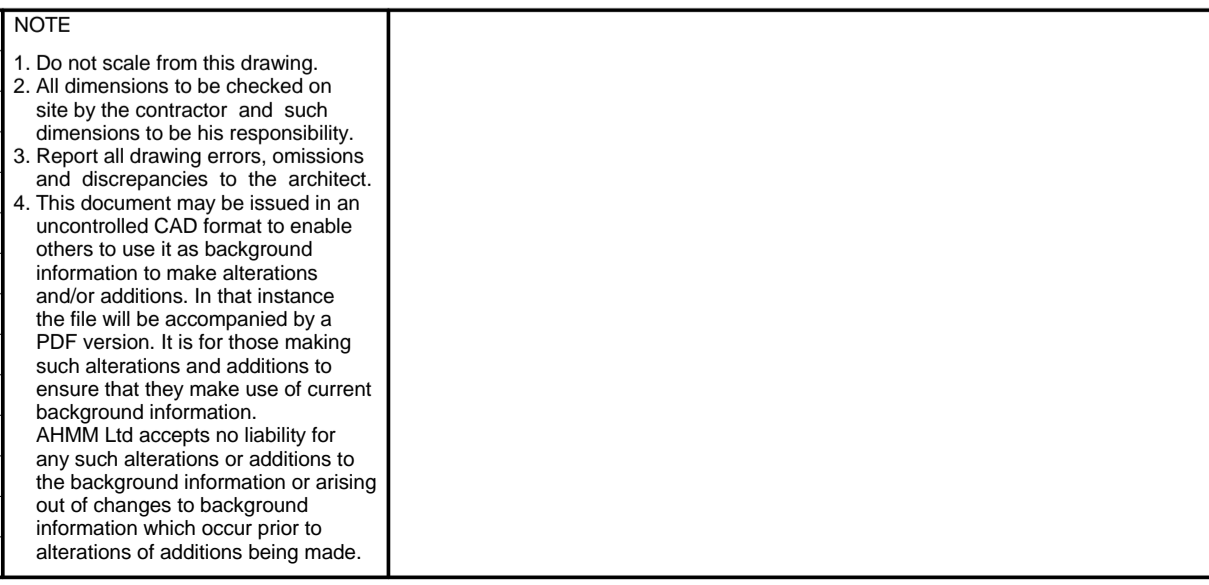 NOTE
1. Do not scale from this drawing.
2. All dimensions to be checked on
site by the contractor and such
dimensions to be his responsibility.
3. Report all drawing errors, omissions
and discrepancies to the architect.
4. This document may be issued in an
uncontrolled CAD format to enable
others to use it as background
information to make alterations
and/or additions. In that instance
the file will be accompanied by a
PDF version. It is for those making
such alterations and additions to
ensure that they make use of current
background information.
AHMM Ltd accepts no liability for
any such alterations or additions to
the background information or arising
out of changes to background
information which occur prior to
alterations of additions being made.